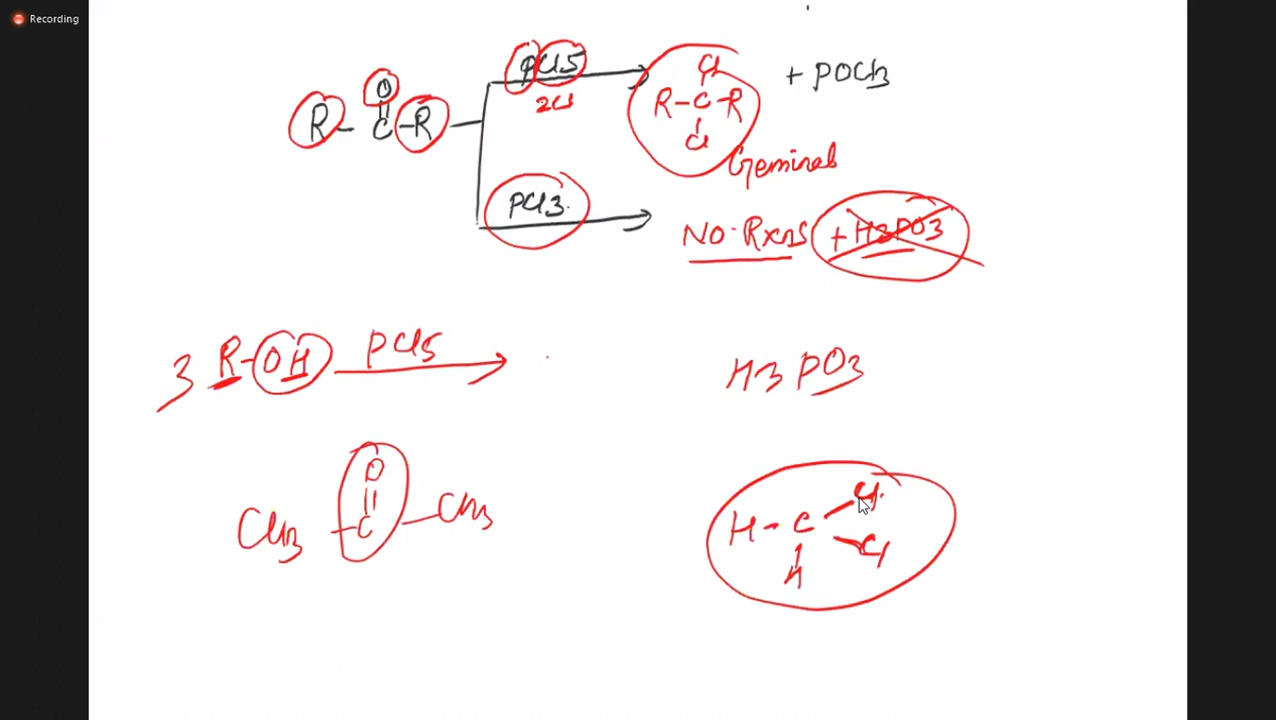 Recording
PCl5
2Cl
R-C-R
O
Cl
R-C-R
Cl
+ POCl3
Geminal
PCl3.
NO. Rxns + H3PO3
3 R-OH PCl5
H3PO3
O
CH3-C-CH3
H-C
Cl
Cl
H